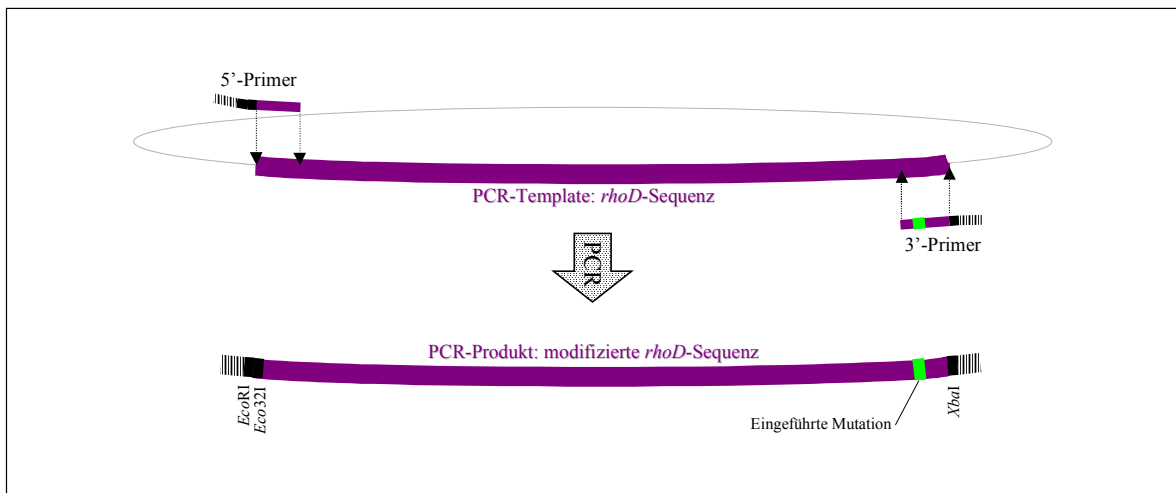 5’-Primer
PCR-Template: rhoD-Sequenz
3’-Primer
PCR
PCR-Produkt: modifizierte rhoD-Sequenz
EcoRI
Eco32I
XbaI
Eingeführte Mutation